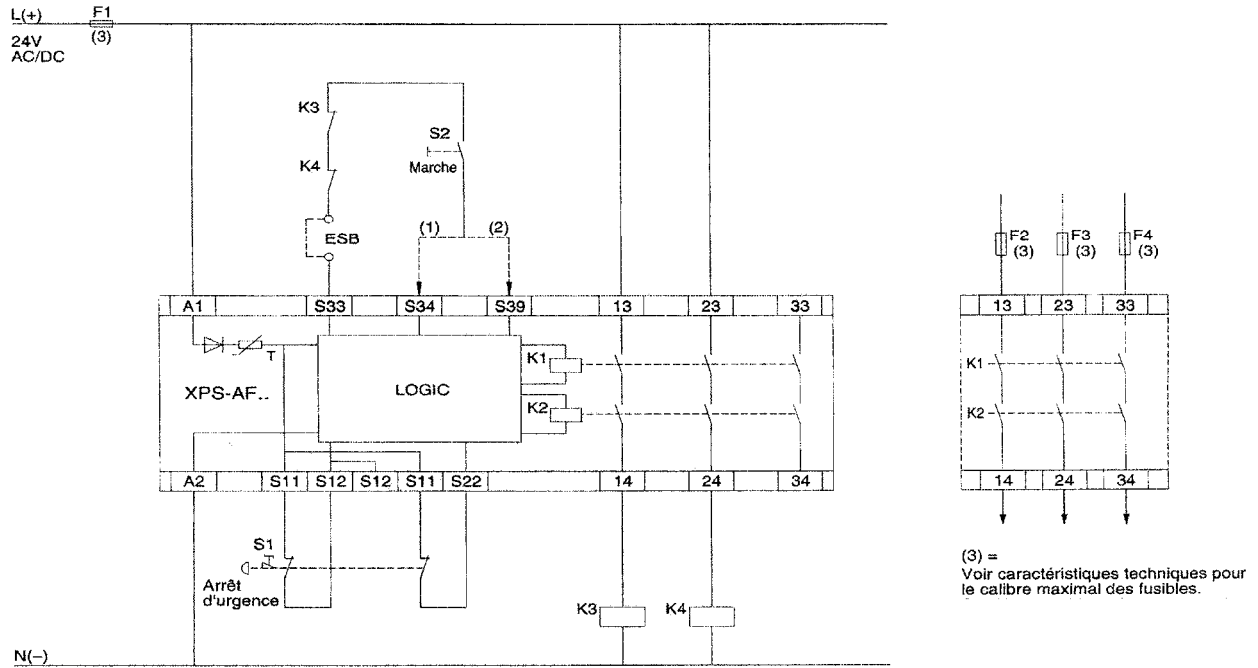 L(+)
F1
(3)
24V
AC/DC
K3
S2
Marche
K4
(1)
(2)
ESB
F2
(3)
F3
(3)
F4
(3)
A1
S33
S34
S39
13
23
33
13
23
33
T
K1
K1
XPS-AF..
LOGIC
K2
K2
A2
S11
S12
S12
S11
S22
14
24
34
14
24
34
S1
Arrêt
d'urgence
(3) =
Voir caractéristiques techniques pour
le calibre maximal des fusibles.
K3
K4
N(–)